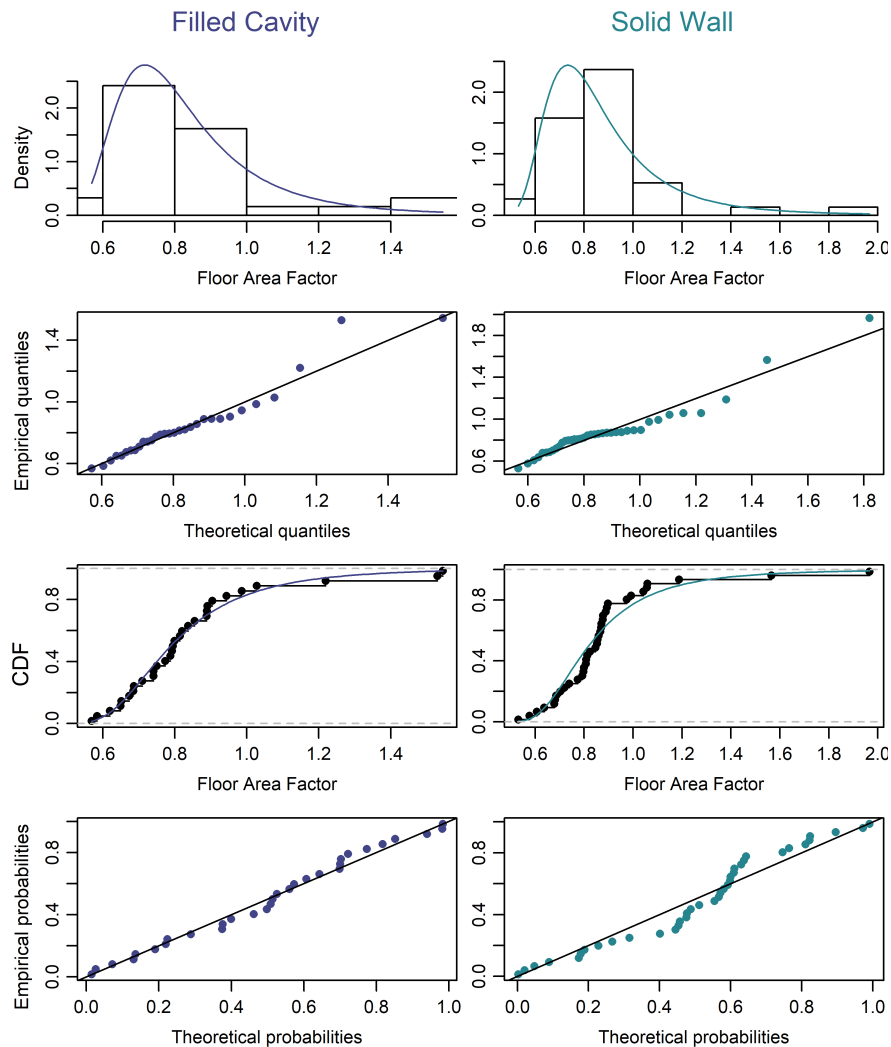 Filled Cavity Solid Wall
Density
0.0 1.0 2.0
0.0 1.0 2.0
0.6 0.8 1.0 1.2 1.4
0.6 0.8 1.0 1.2 1.4 1.6 1.8 2.0
Floor Area Factor Floor Area Factor
Empirical quantiles
0.6 1.0 1.4
0.6 1.0 1.4 1.8
0.6 0.8 1.0 1.2 1.4
0.6 0.8 1.0 1.2 1.4 1.6 1.8
Theoretical quantiles Theoretical quantiles
CDF
0.0 0.4 0.8
0.0 0.4 0.8
0.6 0.8 1.0 1.2 1.4
0.6 0.8 1.0 1.2 1.4 1.6 1.8 2.0
Floor Area Factor Floor Area Factor
Empirical probabilities
0.0 0.4 0.8
0.0 0.4 0.8
0.0 0.2 0.4 0.6 0.8 1.0
0.0 0.2 0.4 0.6 0.8 1.0
Theoretical probabilities Theoretical probabilities